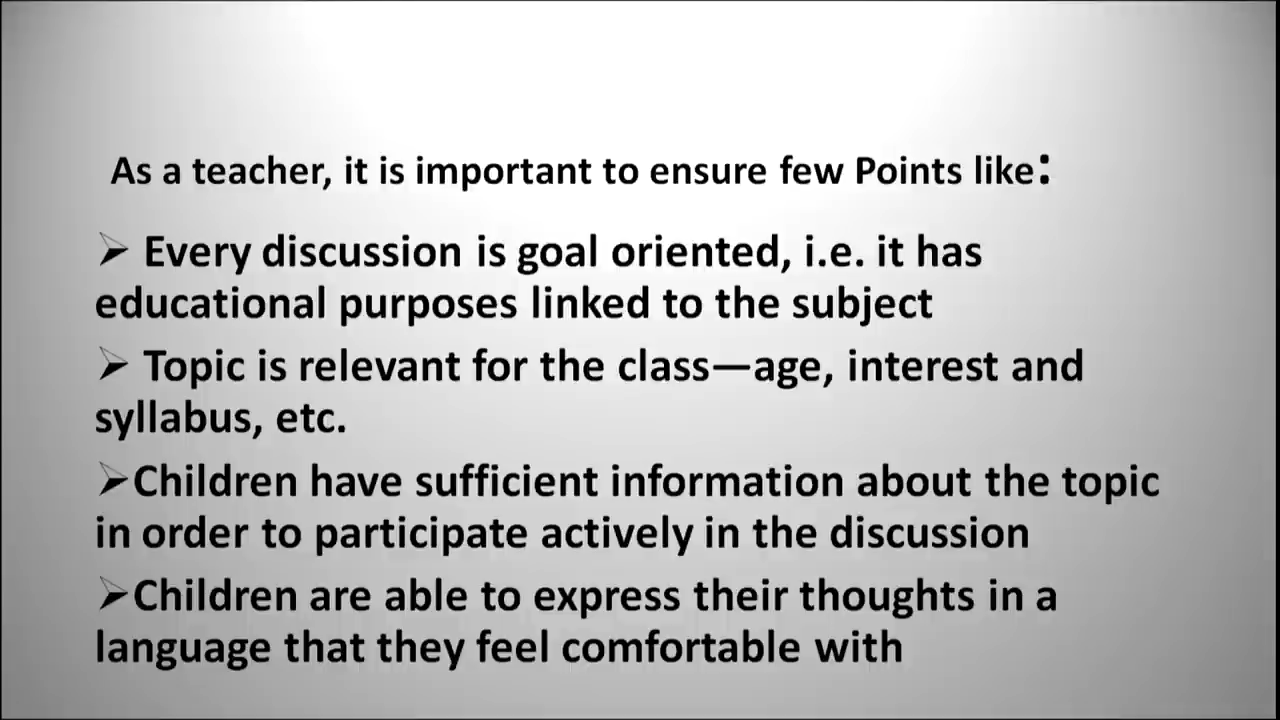 As a teacher, it is important to ensure few Points like:
➢ Every discussion is goal oriented, i.e. it has
educational purposes linked to the subject
➢ Topic is relevant for the class—age, interest and
syllabus, etc.
➢Children have sufficient information about the topic
in order to participate actively in the discussion
➢Children are able to express their thoughts in a
language that they feel comfortable with